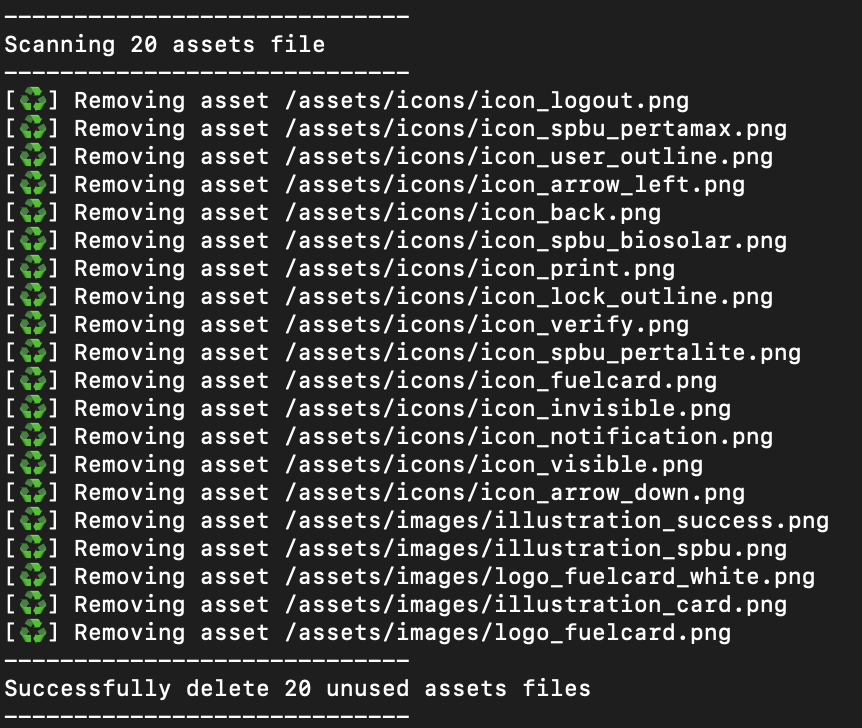 -----------------------------
Scanning 20 assets file
-----------------------------
[♻] Removing asset /assets/icons/icon_logout.png
[♻] Removing asset /assets/icons/icon_spbu_pertamax.png
[♻] Removing asset /assets/icons/icon_user_outline.png
[♻] Removing asset /assets/icons/icon_arrow_left.png
[♻] Removing asset /assets/icons/icon_back.png
[♻] Removing asset /assets/icons/icon_spbu_biosolar.png
[♻] Removing asset /assets/icons/icon_print.png
[♻] Removing asset /assets/icons/icon_lock_outline.png
[♻] Removing asset /assets/icons/icon_verify.png
[♻] Removing asset /assets/icons/icon_spbu_pertalite.png
[♻] Removing asset /assets/icons/icon_fuelcard.png
[♻] Removing asset /assets/icons/icon_invisible.png
[♻] Removing asset /assets/icons/icon_notification.png
[♻] Removing asset /assets/icons/icon_visible.png
[♻] Removing asset /assets/icons/icon_arrow_down.png
[♻] Removing asset /assets/images/illustration_success.png
[♻] Removing asset /assets/images/illustration_spbu.png
[♻] Removing asset /assets/images/logo_fuelcard_white.png
[♻] Removing asset /assets/images/illustration_card.png
[♻] Removing asset /assets/images/logo_fuelcard.png
-----------------------------
Successfully delete 20 unused assets files
-----------------------------